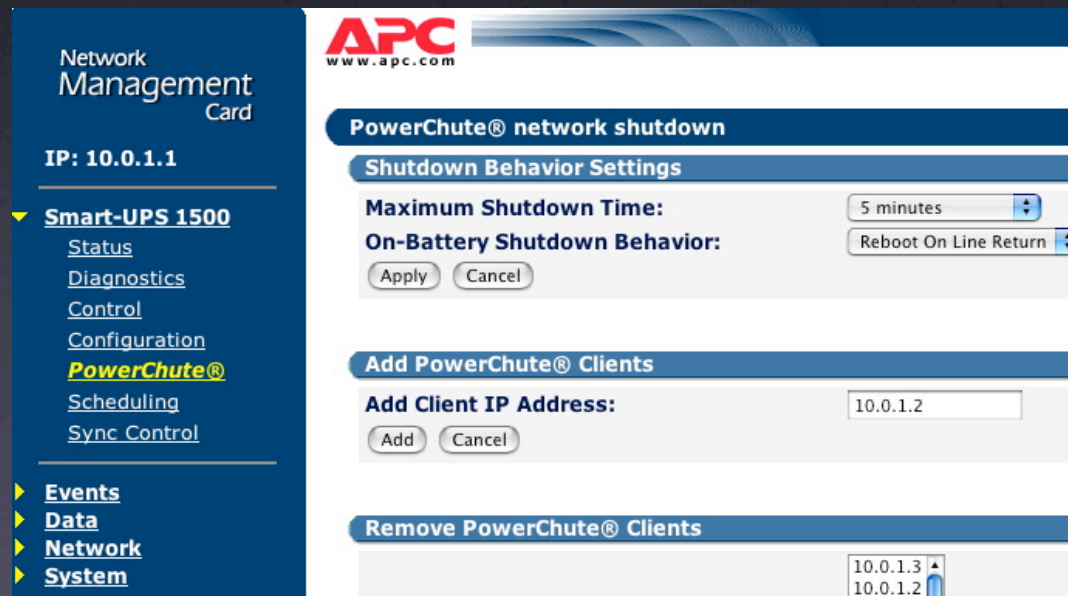 Network
Management
Card
IP: 10.0.1.1
Smart-UPS 1500
Status
Diagnostics
Control
Configuration
PowerChute®
Scheduling
Sync Control
Events
Data
Network
System
APC
www.apc.com
PowerChute® network shutdown
Shutdown Behavior Settings
Maximum Shutdown Time: 5 minutes
On-Battery Shutdown Behavior: Reboot On Line Return
Apply Cancel
Add PowerChute® Clients
Add Client IP Address: 10.0.1.2
Add Cancel
Remove PowerChute® Clients
10.0.1.3
10.0.1.2